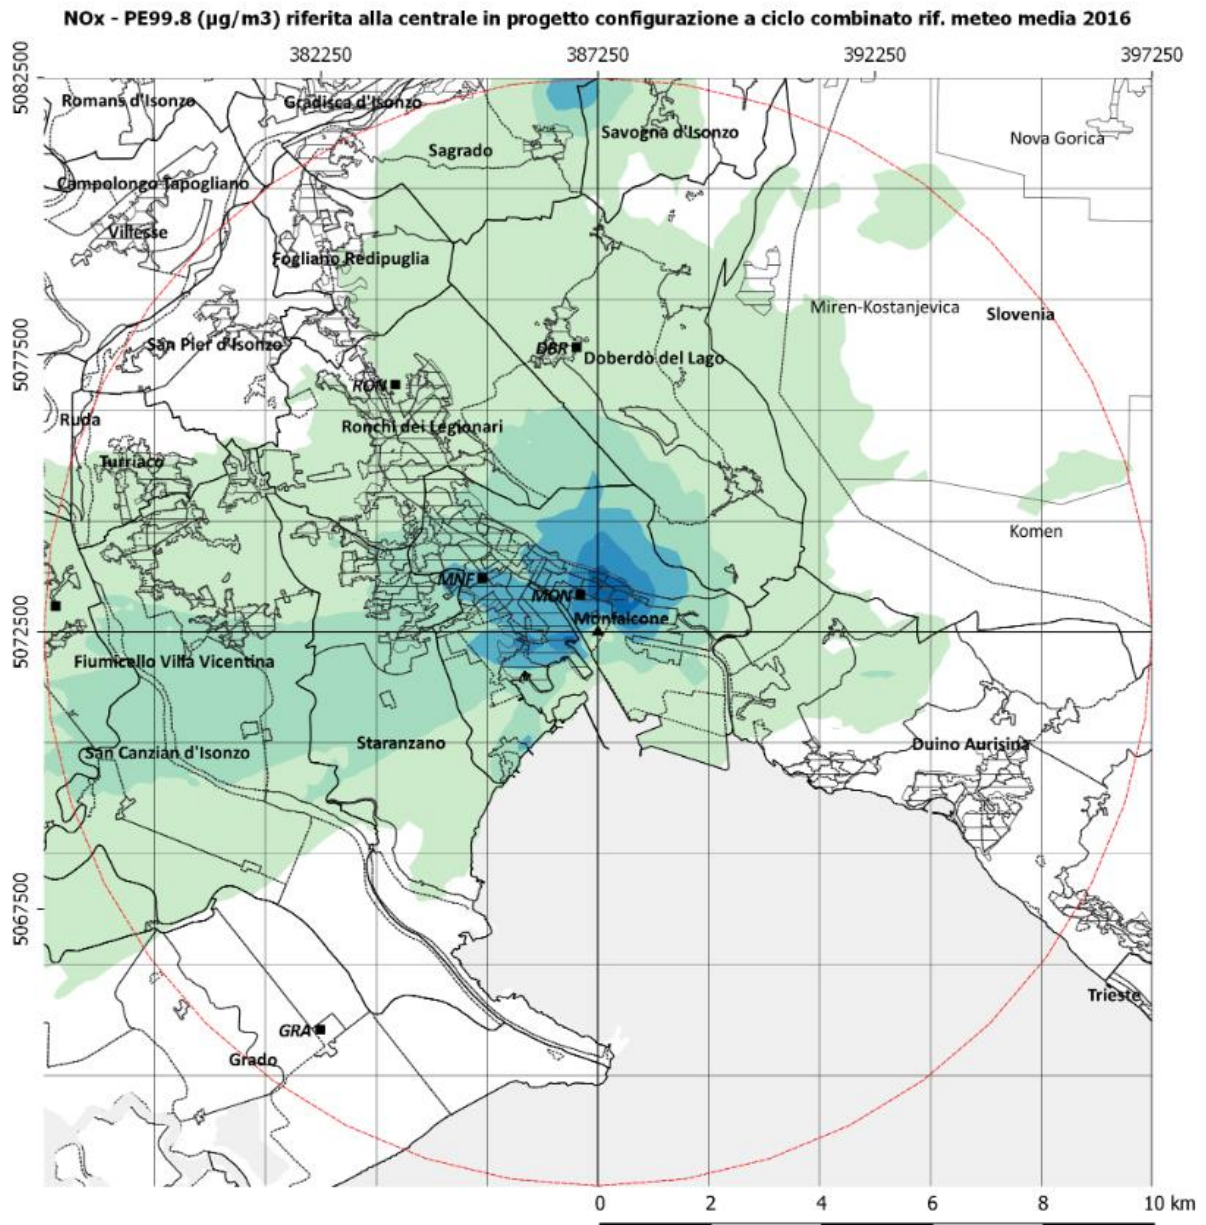 NOx - PE99.8 (µg/m3) riferita alla centrale in progetto configurazione a ciclo combinato rif. meteo media 2016
382250 387250 392250 397250
5082500
Romans d'Isonzo
Gradisca d'Isonzo
Savogna d'Isonzo
Nova Gorica
Sagrado
Campolongo Tapogliano
Villesse
Fogliano Redipuglia
Miren-Kostanjevica
Slovenia
5077500
San Pier d'Isonzo
DBR
Doberdò del Lago
RON
Ruda
Ronchi dei Legionari
Turriaco
Komen
MNF
MON
Monfalcone
5072500
Fiumicello Villa Vicentina
Staranzano
Duino Aurisina
San Canzian d'Isonzo
5067500
Trieste
GRA
Grado
0 2 4 6 8 10 km